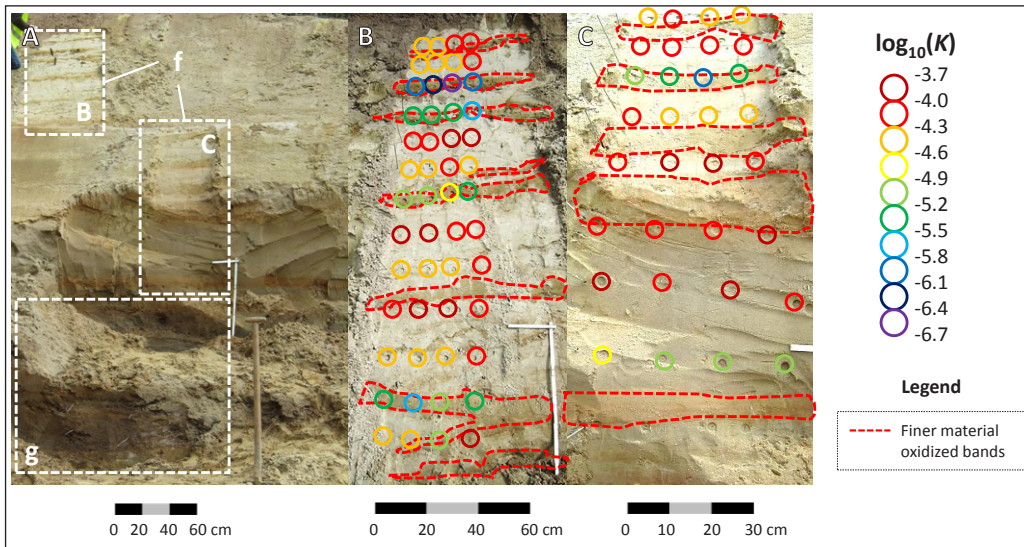 A
f
B
C
g
B
C
0 20 40 60 cm
0 20 40 60 cm
0 10 20 30 cm
log10(K)
-3.7
-4.0
-4.3
-4.6
-4.9
-5.2
-5.5
-5.8
-6.1
-6.4
-6.7
Legend
Finer material
oxidized bands